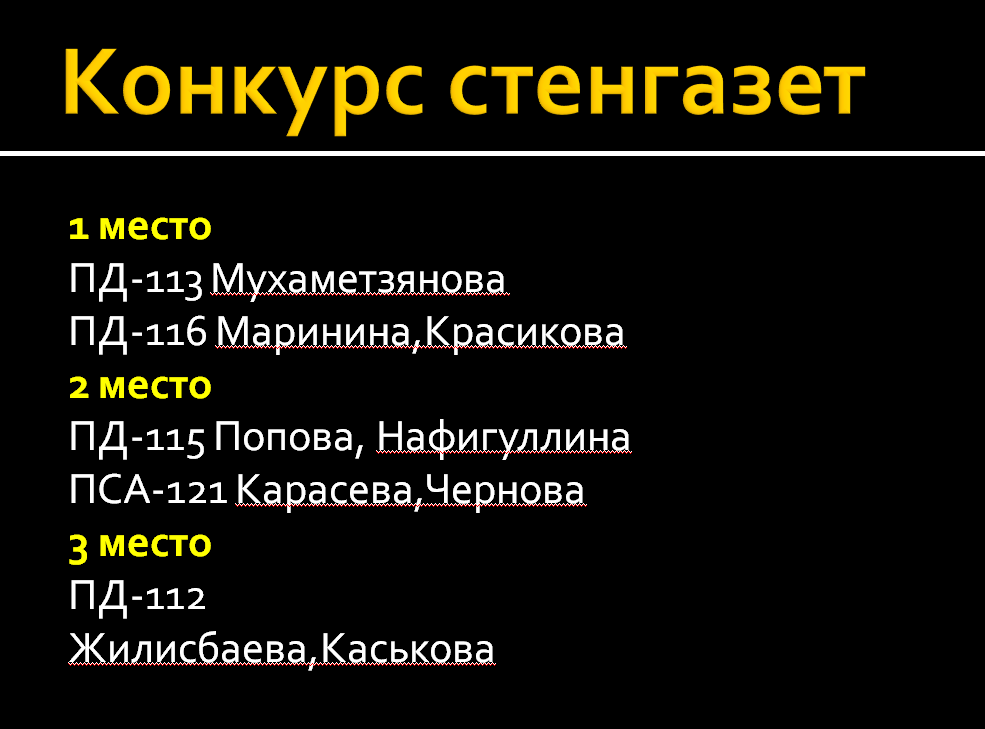 Конкурс стенгазет
1 место
ПД-113 Мухаметзянова
ПД-116 Маринина,Красикова
2 место
ПД-115 Попова, Нафигуллина
ПСА-121 Карасева,Чернова
3 место
ПД-112
Жилисбаева,Каськова